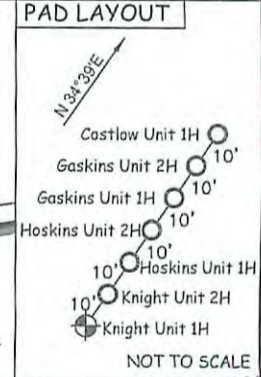 PAD LAYOUT
N 34°39'E
Costlow Unit 1H
10'
Gaskins Unit 2H
10'
Gaskins Unit 1H
10'
Hoskins Unit 2H
10'
10' Hoskins Unit 1H
10' Knight Unit 2H
Knight Unit 1H
NOT TO SCALE